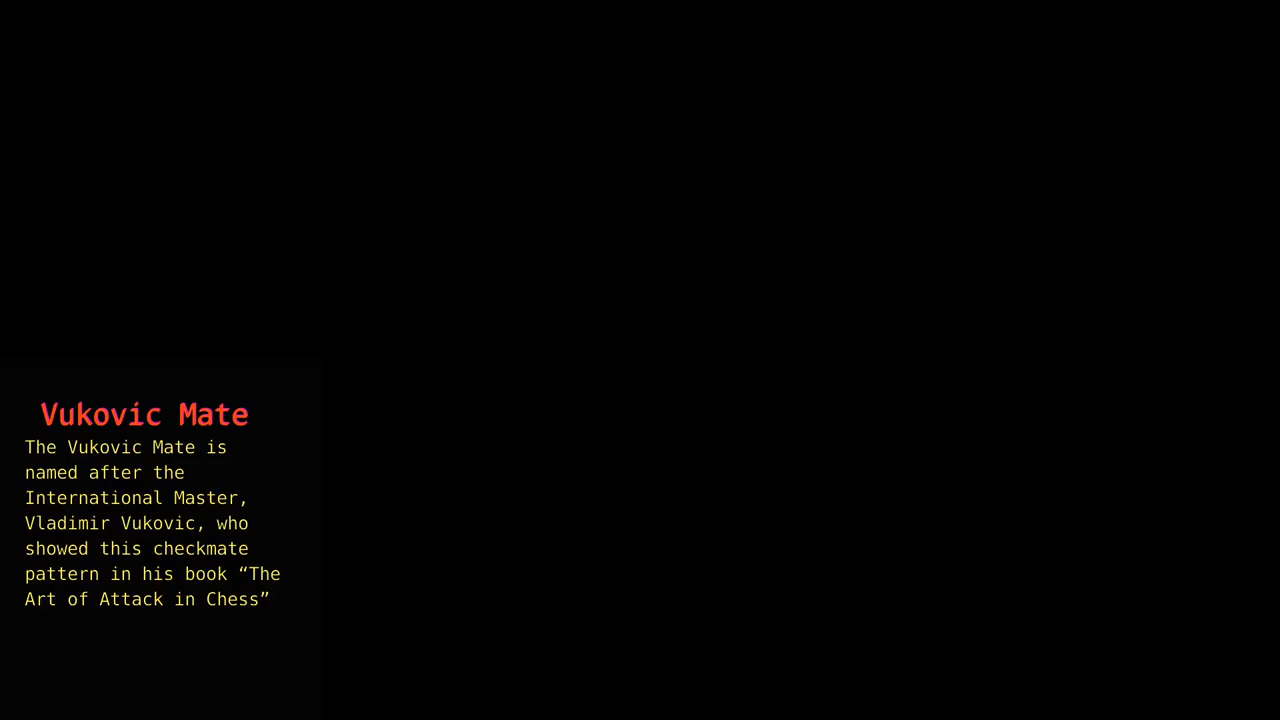 Vukovic Mate
The Vukovic Mate is
named after the
International Master,
Vladimir Vukovic, who
showed this checkmate
pattern in his book “The
Art of Attack in Chess”